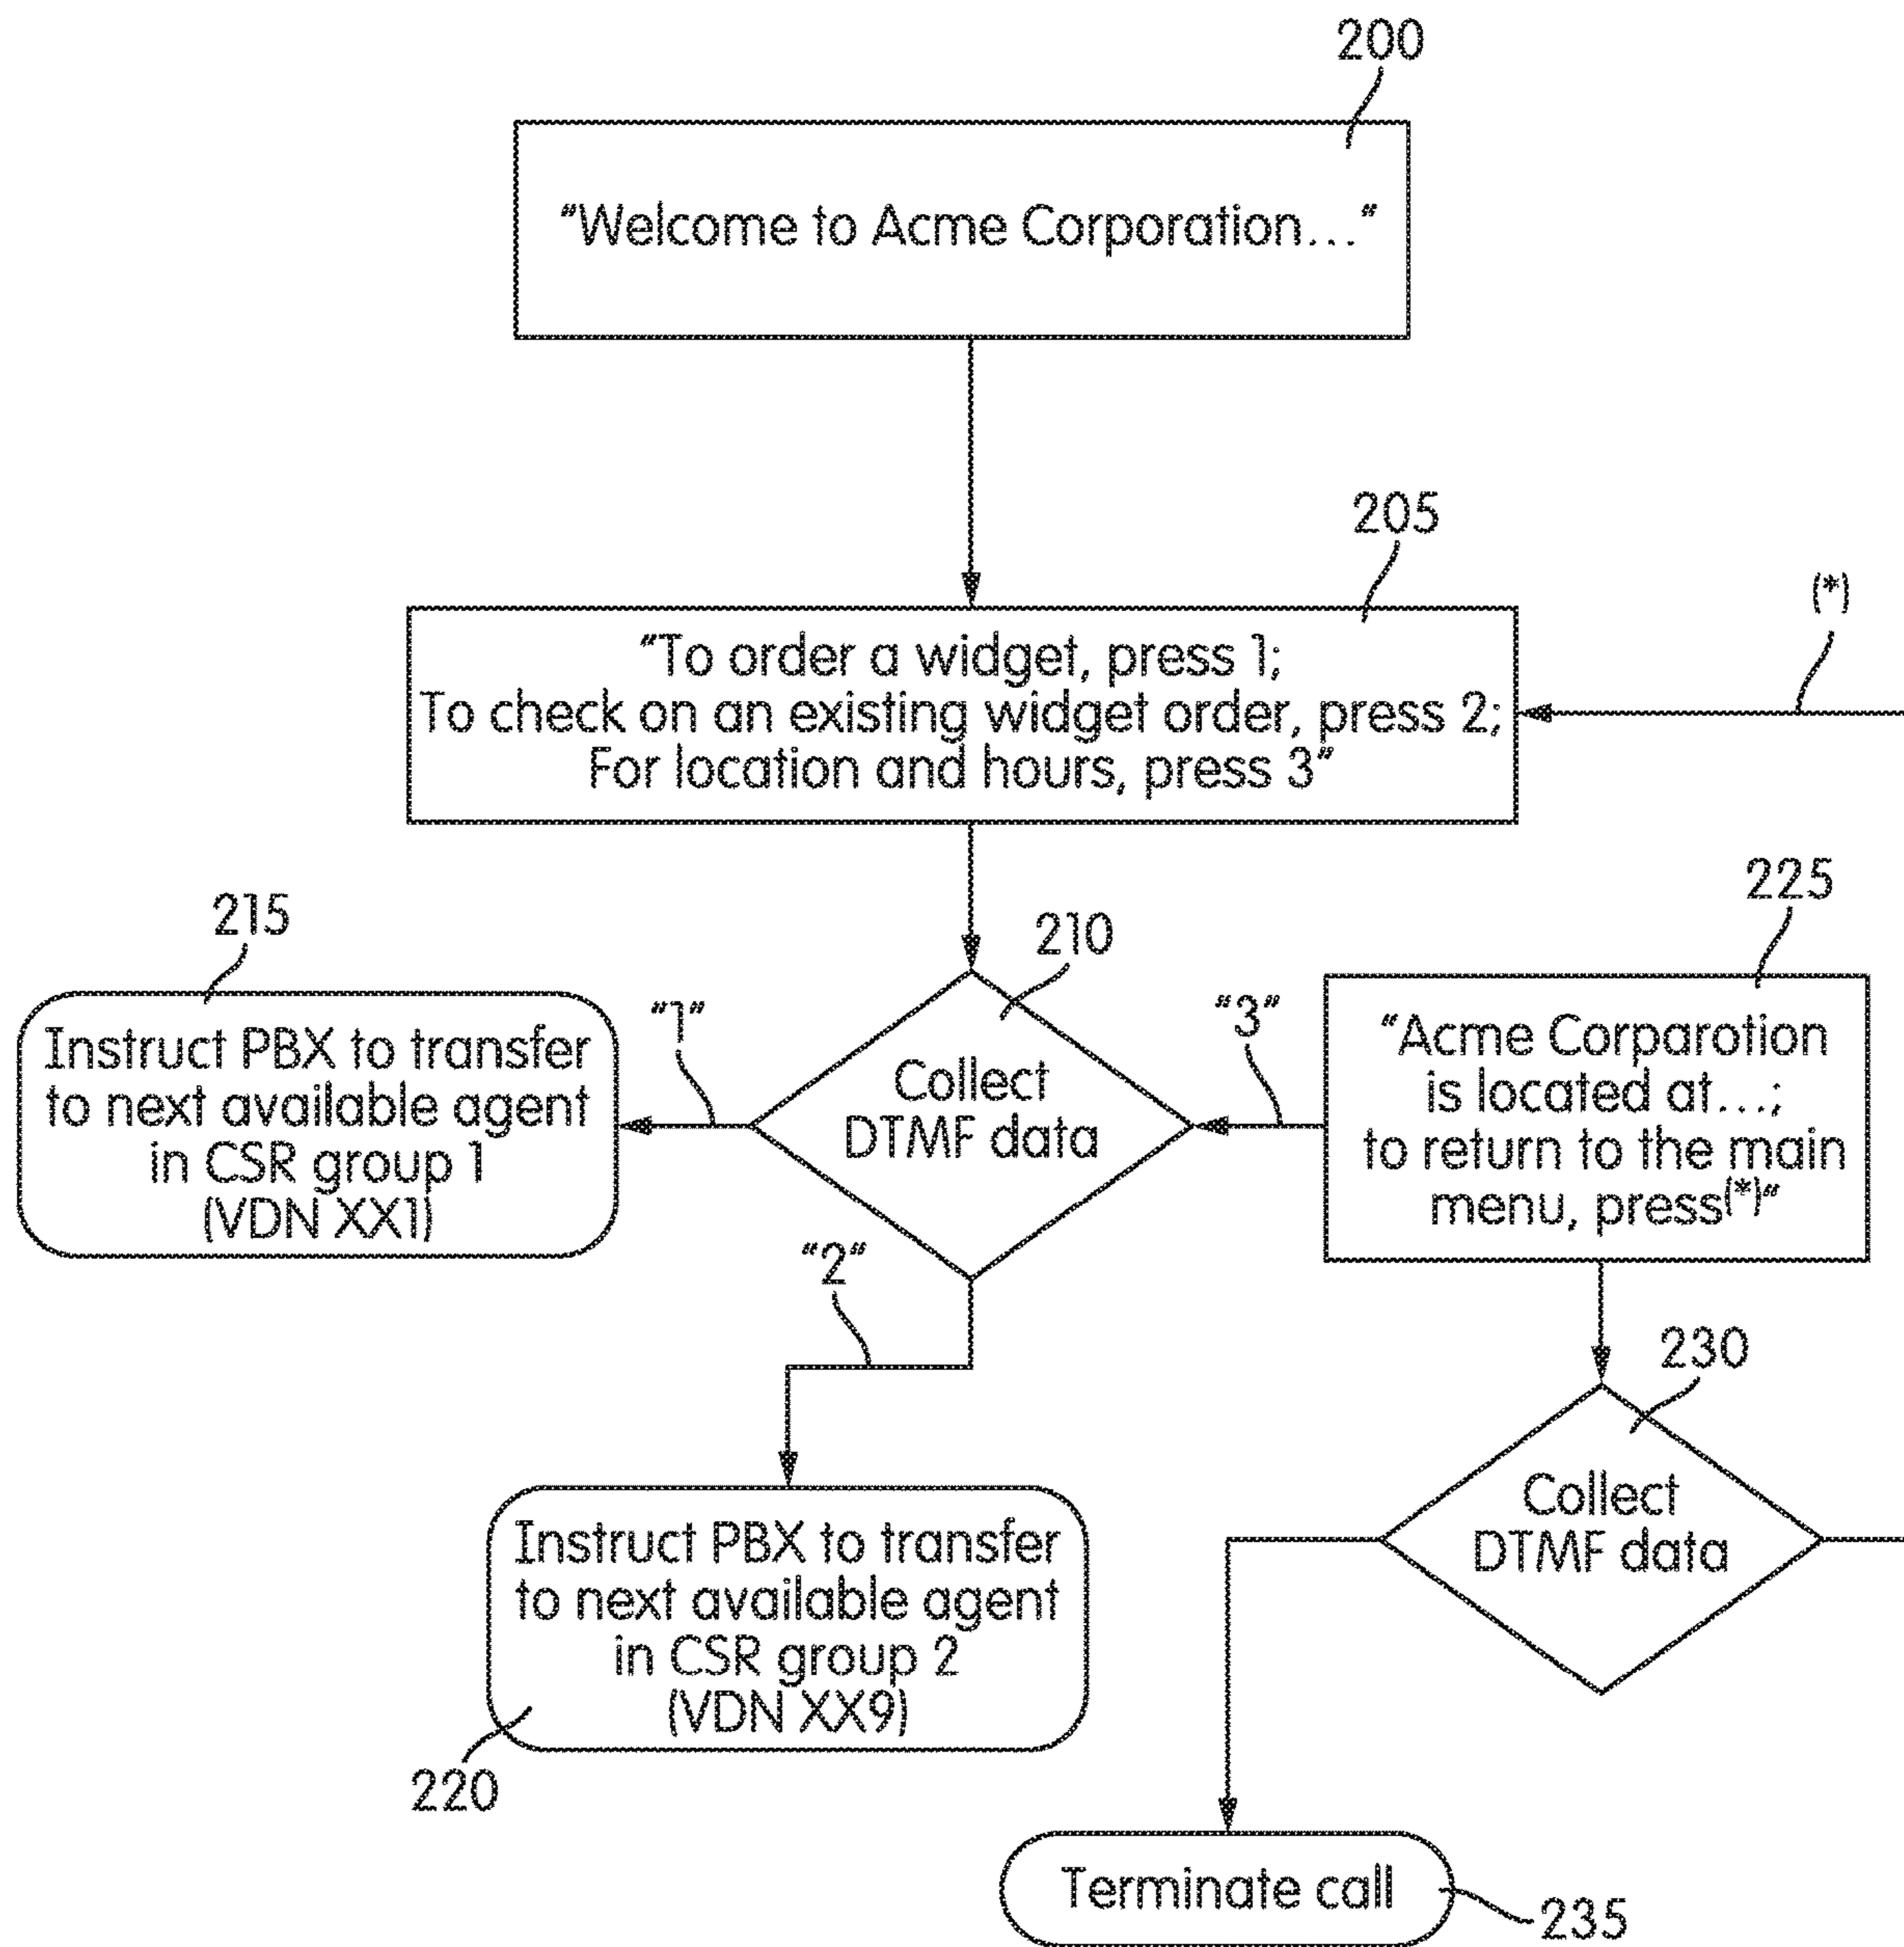 200
"Welcome to Acme Corporation..."
205
(*)
"To order a widget, press 1;
To check on an existing widget order, press 2;
For location and hours, press 3"
215
210
225
Instruct PBX to transfer
to next available agent
in CSR group 1
(VDN XX1)
"1"
Collect
DTMF data
"3"
"Acme Corparotion
is located at...;
to return to the main
menu, press(*)"
"2"
230
Instruct PBX to transfer
to next available agent
in CSR group 2
(VDN XX9)
220
Collect
DTMF data
Terminate call
235